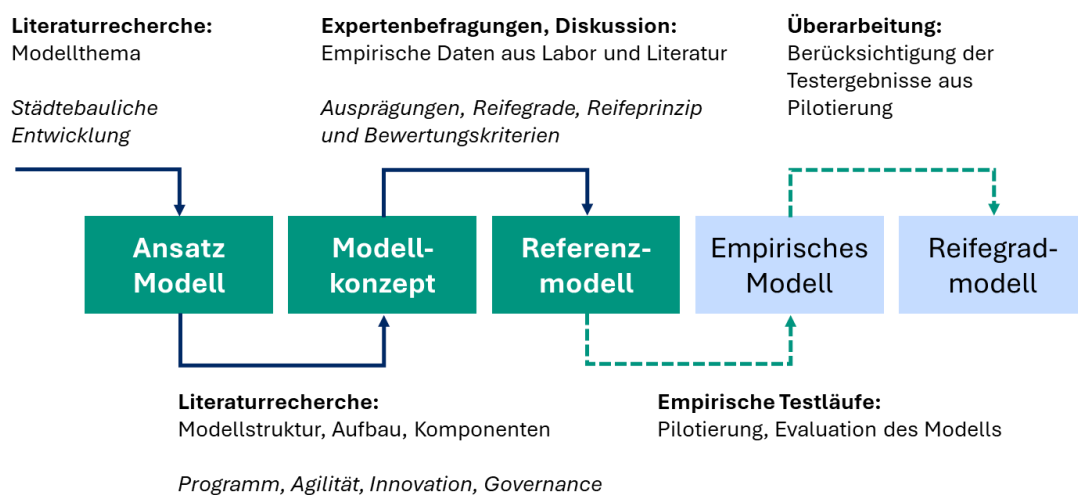 Literaturrecherche:
Modellthema
Städtebauliche
Entwicklung
Expertenbefragungen, Diskussion:
Empirische Daten aus Labor und Literatur
Ausprägungen, Reifegrade, Reifeprinzip
und Bewertungskriterien
Überarbeitung:
Berücksichtigung der
Testergebnisse aus
Pilotierung
Ansatz
Modell
Modell-
konzept
Referenz-
modell
Empirisches
Modell
Reifegrad-
modell
Literaturrecherche:
Modellstruktur, Aufbau, Komponenten
Programm, Agilität, Innovation, Governance
Empirische Testläufe:
Pilotierung, Evaluation des Modells